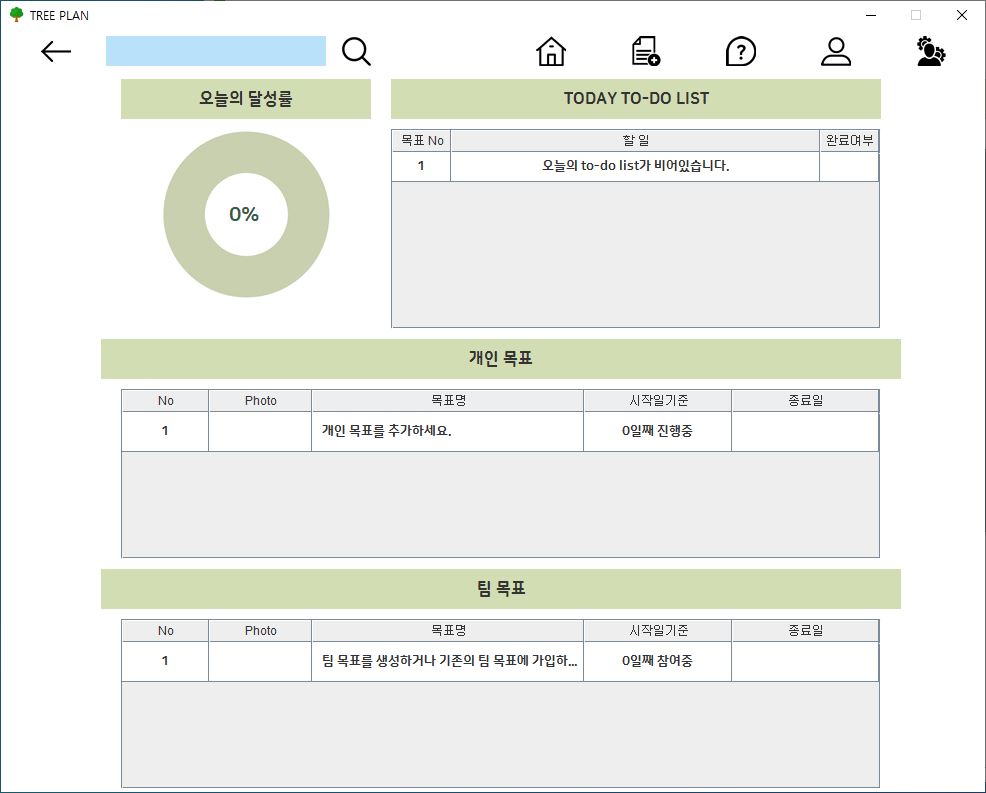 TREE PLAN
?
오늘의 달성률
TODAY TO-DO LIST
0%
목표 No 할 일 완료여부
1 오늘의 to-do list가 비어있습니다.
개인 목표
No Photo 목표명 시작일기준 종료일
1 개인 목표를 추가하세요. 0일째 진행중
팀 목표
No Photo 목표명 시작일기준 종료일
1 팀 목표를 생성하거나 기존의 팀 목표에 가입하... 0일째 참여중